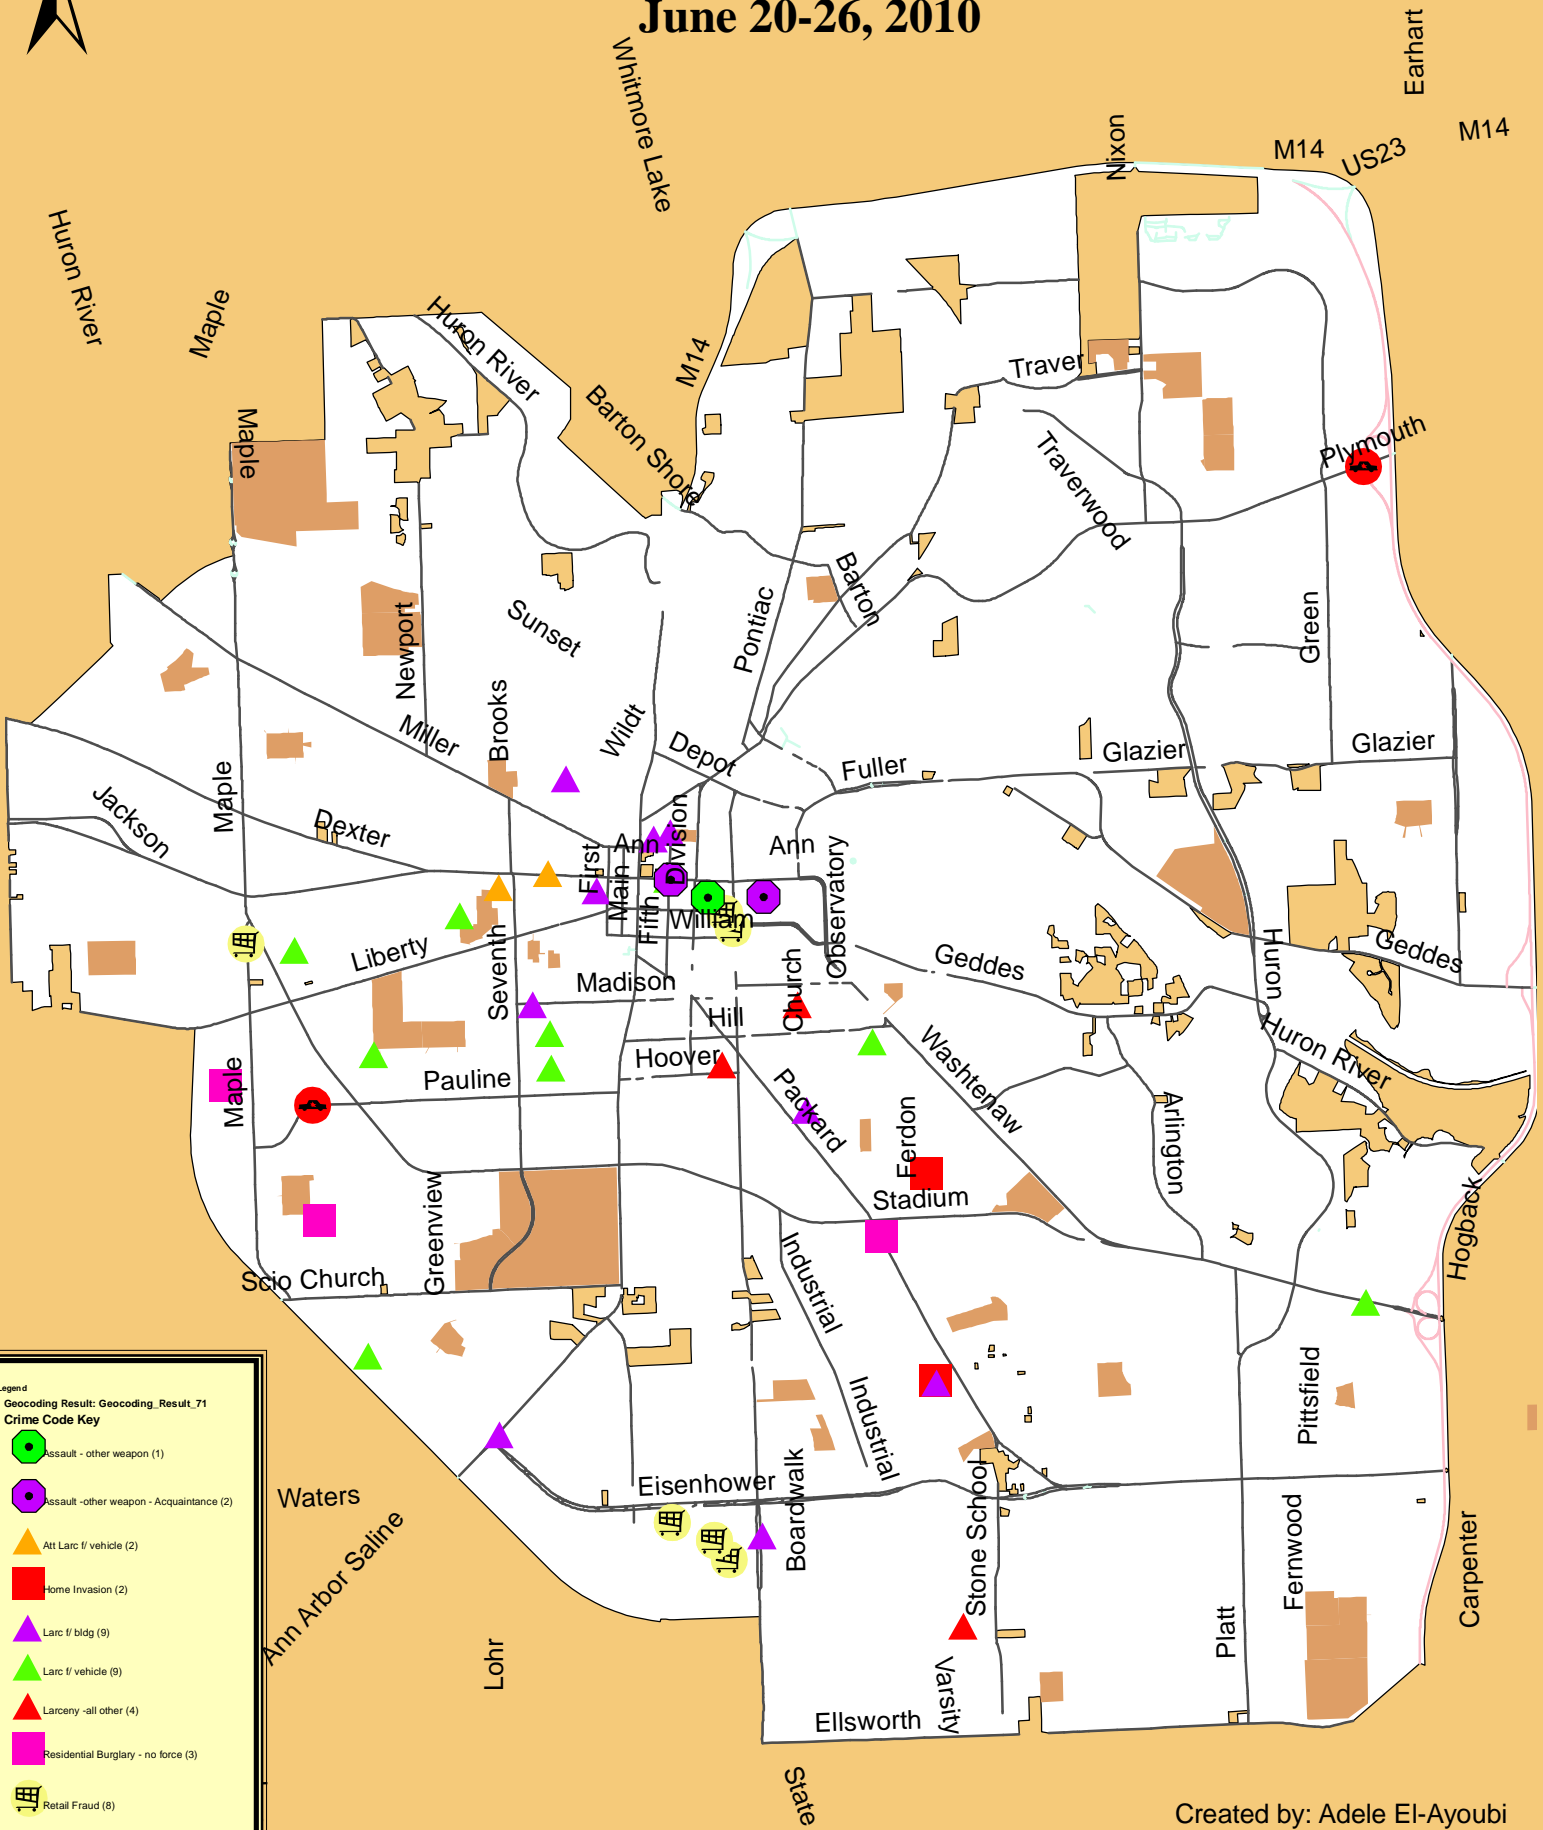 June 20-26, 2010
Earhart
Whitmore Lake
Nixon
M14
M14
US23
Huron River
Maple
Huron River
M14
Traver
Barton Shore
Maple
Plymouth
Traverwood
Barton
Sunset
Newport
Pontiac
Green
Brooks
Wildt
Miller
Depot
Fuller
Glazier
Glazier
Maple
Jackson
Dexter
Ann
Division
Ann
First
Main
Fifth
William
Observatory
Liberty
Seventh
Madison
Church
Geddes
Geddes
Huron
Hill
Hoover
Washtenaw
Huron River
Maple
Pauline
Packard
Ferdon
Arlington
Greenview
Stadium
Hogback
Scio Church
Industrial
Pittsfield
Industrial
Eisenhower
Boardwalk
Stone School
Waters
Ann Arbor Saline
Fernwood
Carpenter
Platt
Lohr
Varsity
Ellsworth
State
Legend
Geocoding Result: Geocoding_Result_71
Crime Code Key
Assault - other weapon (1)
Assault -other weapon - Acquaintance (2)
Att Larc f/ vehicle (2)
Home Invasion (2)
Larc f/ bldg (9)
Larc f/ vehicle (9)
Larceny -all other (4)
Residential Burglary - no force (3)
Retail Fraud (8)
Created by: Adele El-Ayoubi